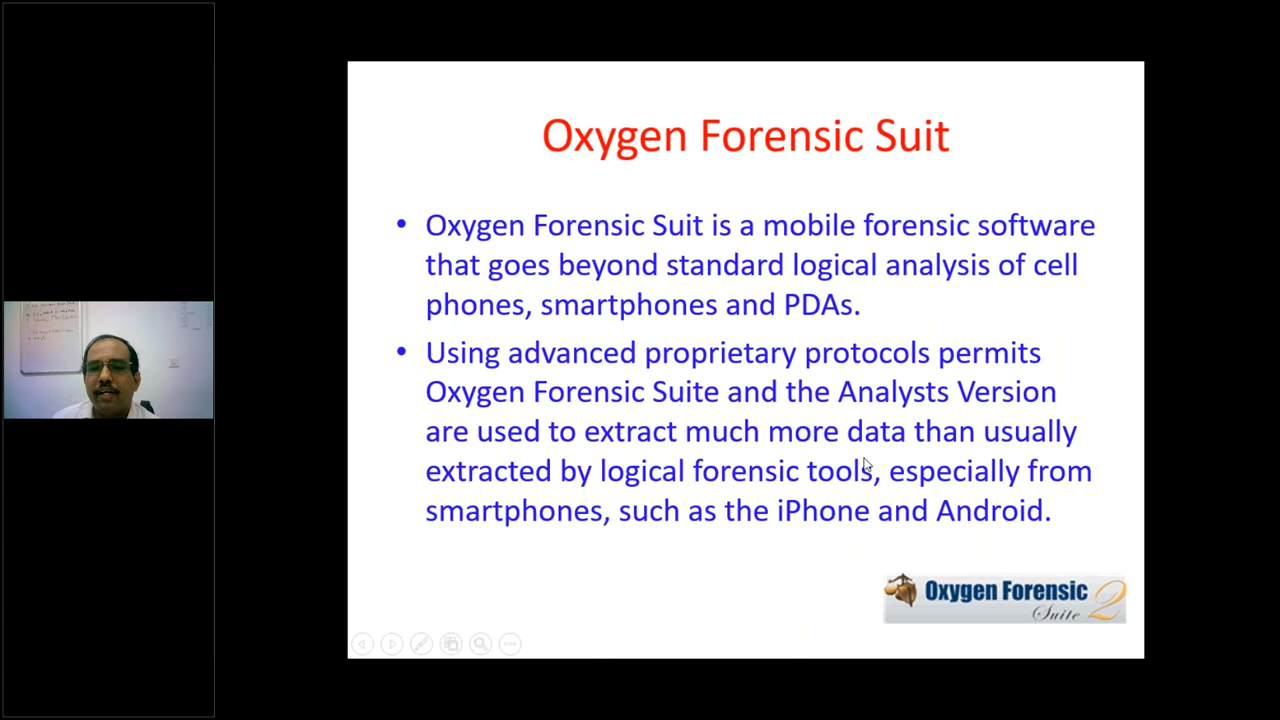 Oxygen Forensic Suit
• Oxygen Forensic Suit is a mobile forensic software
that goes beyond standard logical analysis of cell
phones, smartphones and PDAs.
• Using advanced proprietary protocols permits
Oxygen Forensic Suite and the Analysts Version
are used to extract much more data than usually
extracted by logical forensic tools, especially from
smartphones, such as the iPhone and Android.
Oxygen Forensic
Suite 2